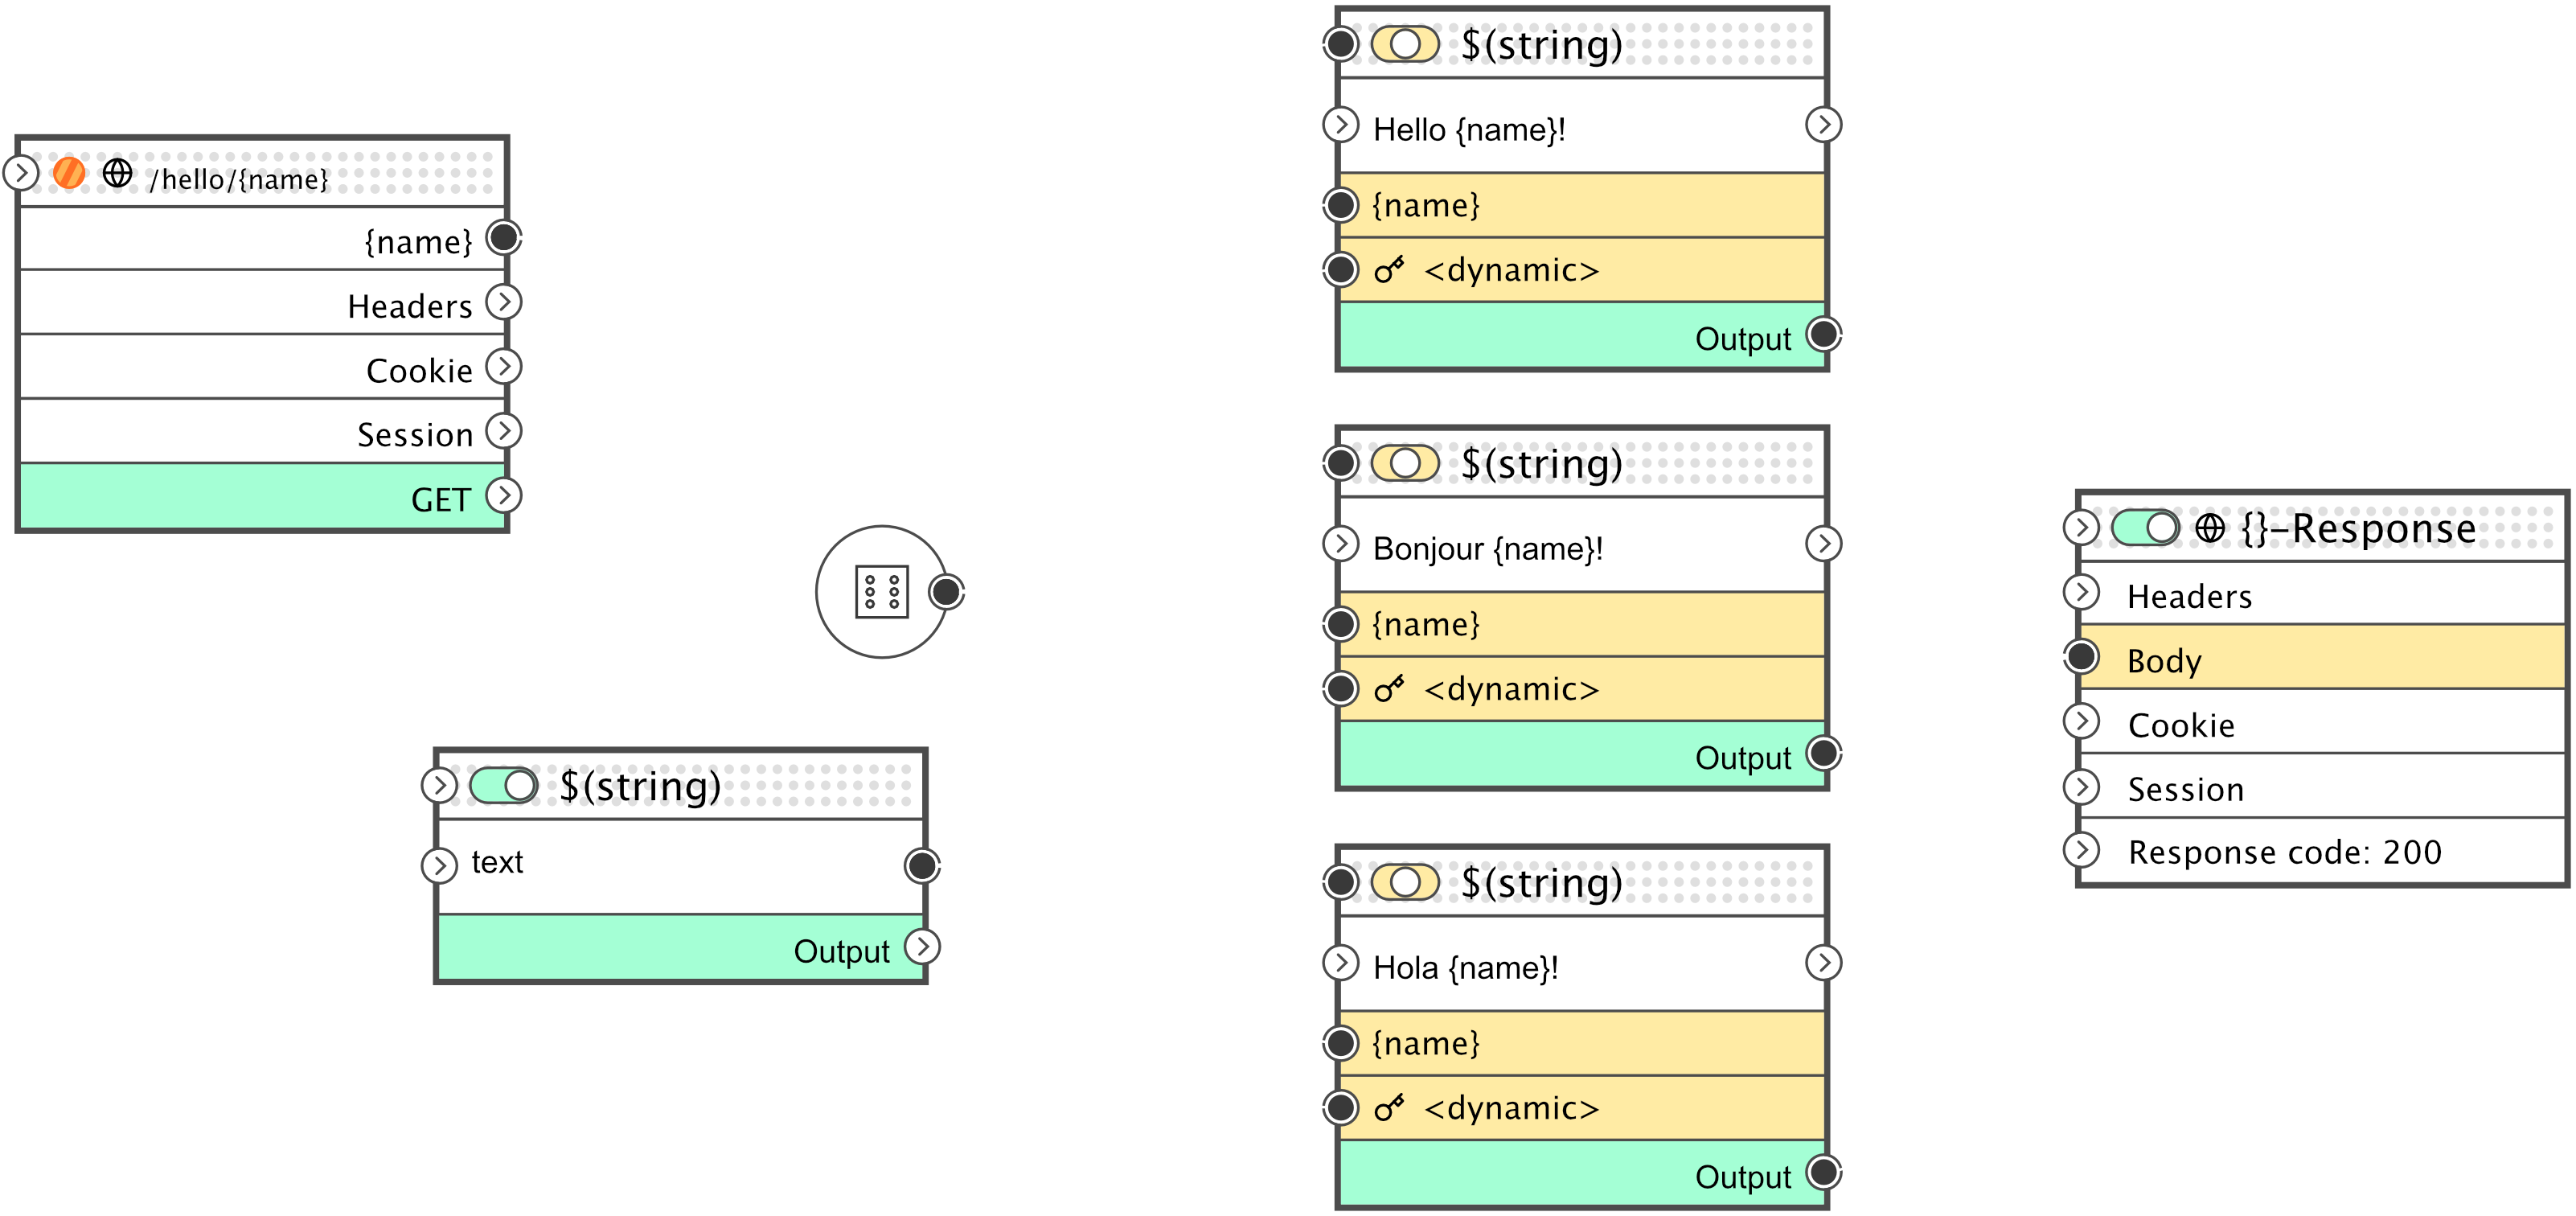 /hello/{name}
{name}
Headers
Cookie
Session
GET
$(string)
text
Output
$(string)
Hello {name}!
{name}
<dynamic>
Output
$(string)
Bonjour {name}!
{name}
<dynamic>
Output
$(string)
Hola {name}!
{name}
<dynamic>
Output
{}-Response
Headers
Body
Cookie
Session
Response code: 200